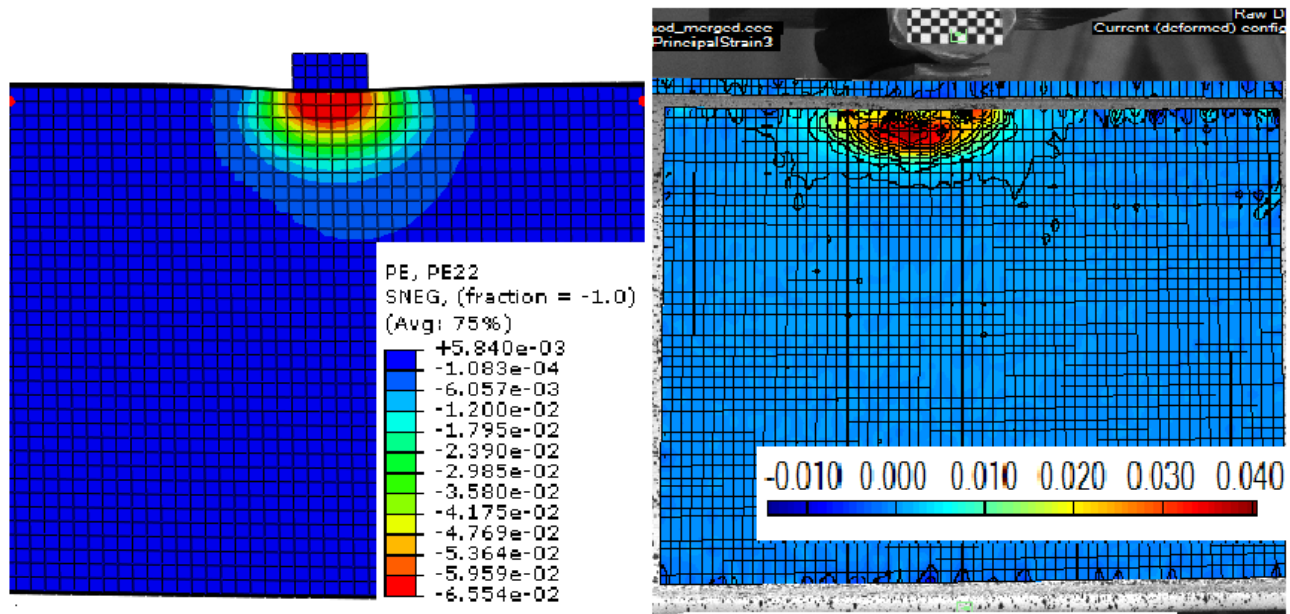 PE, PE22
SNEG, (fraction = -1.0)
(Avg: 75%)
+5.840e-03
-1.083e-04
-6.057e-03
-1.200e-02
-1.795e-02
-2.390e-02
-2.985e-02
-3.580e-02
-4.175e-02
-4.769e-02
-5.364e-02
-5.959e-02
-6.554e-02
Raw D
Current (deformed) config
PrincipalStrain3
-0.010 0.000 0.010 0.020 0.030 0.040